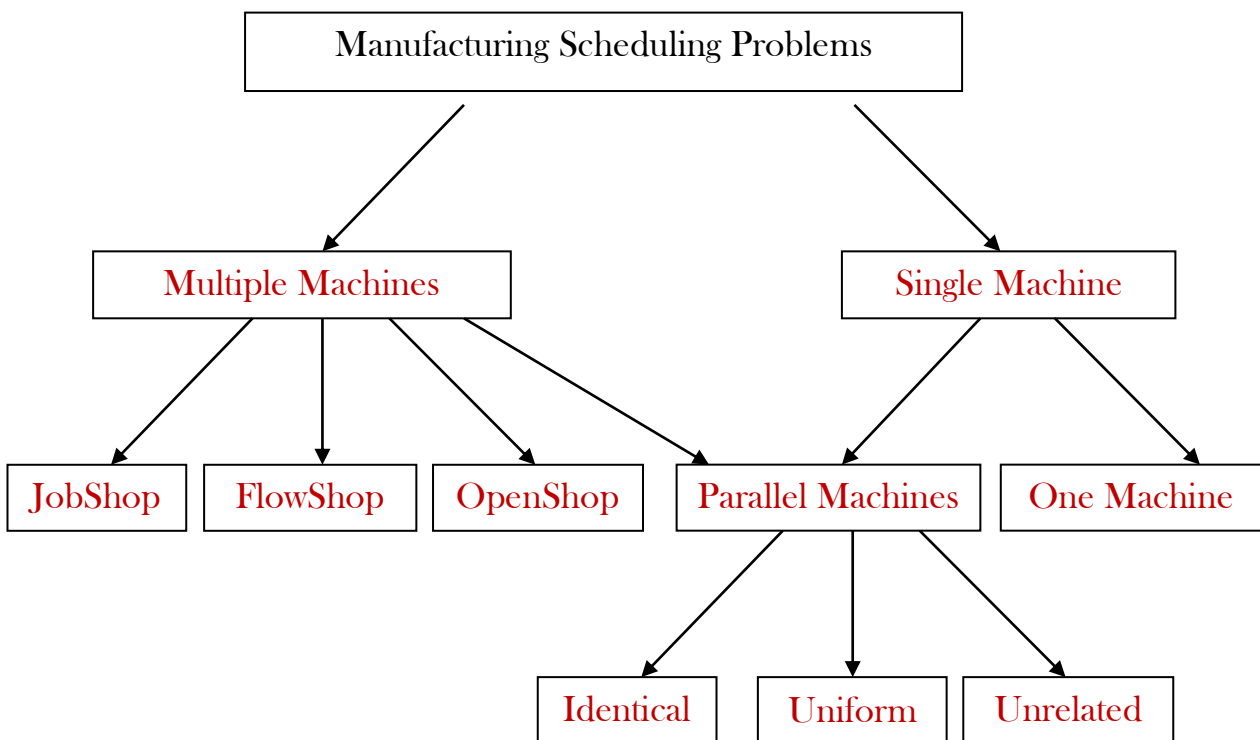 Manufacturing Scheduling Problems
Multiple Machines
Single Machine
JobShop
FlowShop
OpenShop
Parallel Machines
One Machine
Identical
Uniform
Unrelated